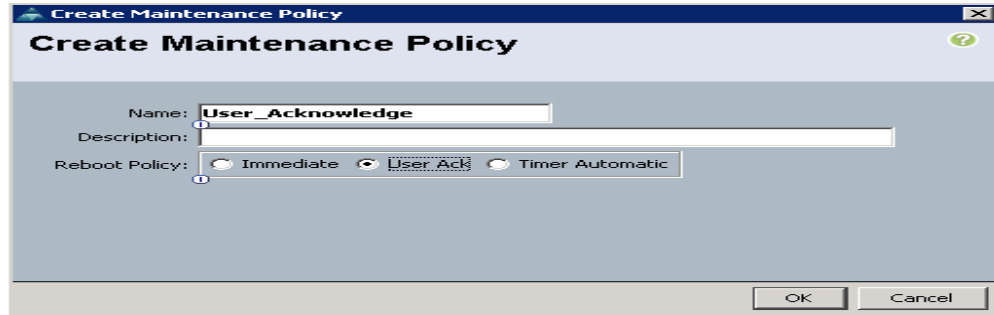 Create Maintenance Policy
Create Maintenance Policy
Name: User_Acknowledge
Description:
Reboot Policy: Immediate User Ack Timer Automatic
OK Cancel